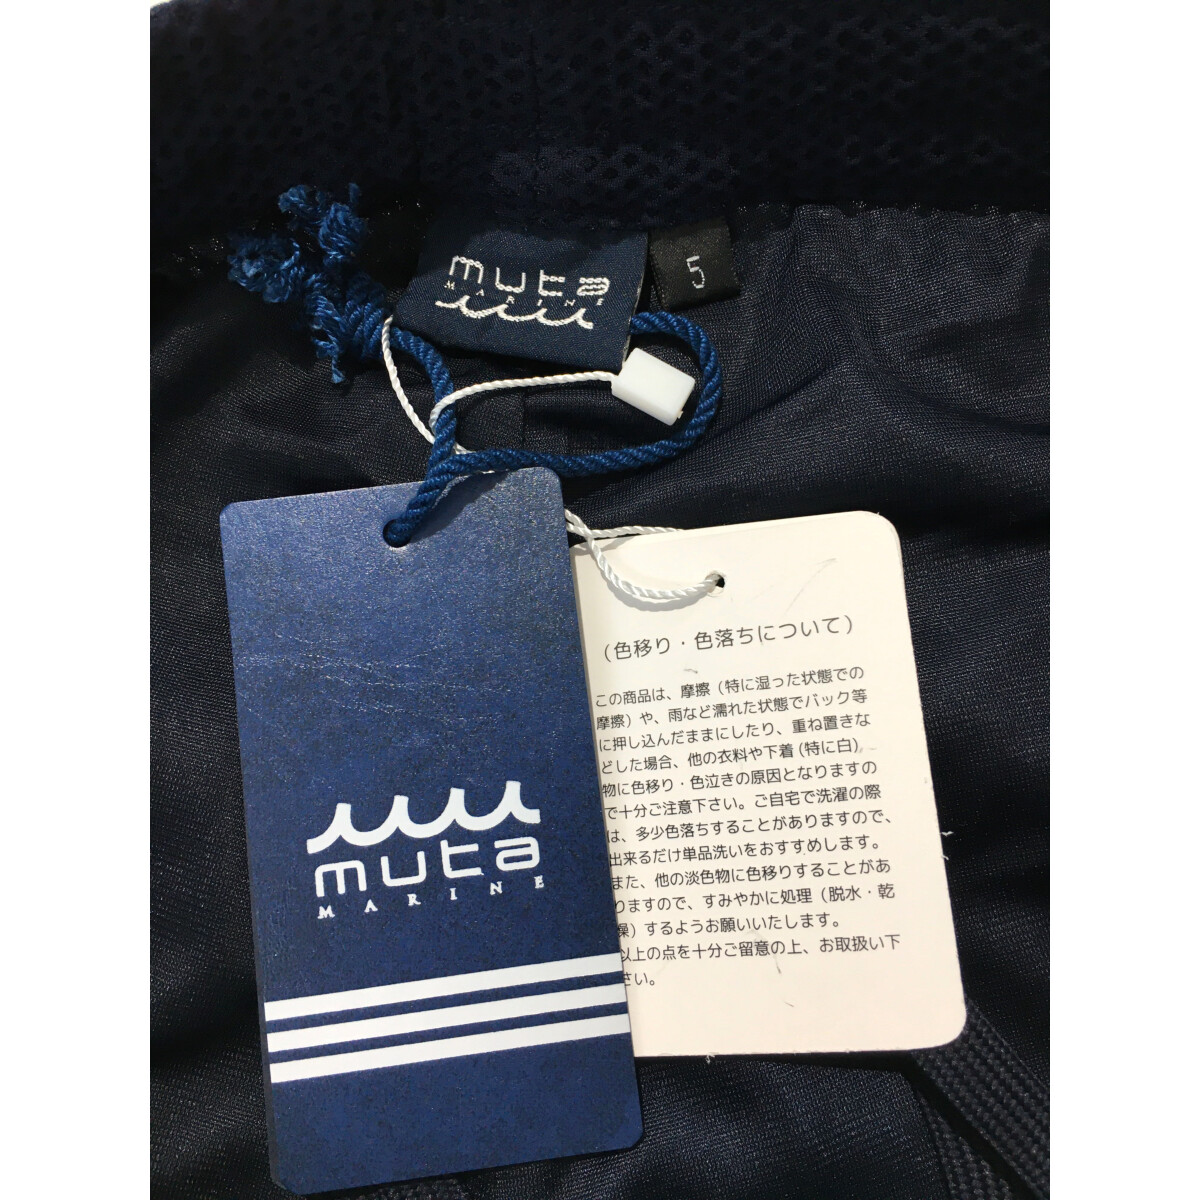 muta
MARINE
5
muta
MARINE
(色移り・色落ちについて)
この商品は、摩擦(特に湿った状態での
摩擦)や、雨など濡れた状態でバック等
に押し込んだままにしたり、重ね置きな
どした場合、他の衣料や下着(特に白)
物に色移り・色泣きの原因となりますの
で十分ご注意下さい。ご自宅で洗濯の際
は、多少色落ちすることがありますので、
出来るだけ単品洗いをおすすめします。
また、他の淡色物に色移りすることがあ
りますので、すみやかに処理(脱水・乾
燥)するようお願いいたします。
以上の点を十分ご留意の上、お取扱い下
さい。